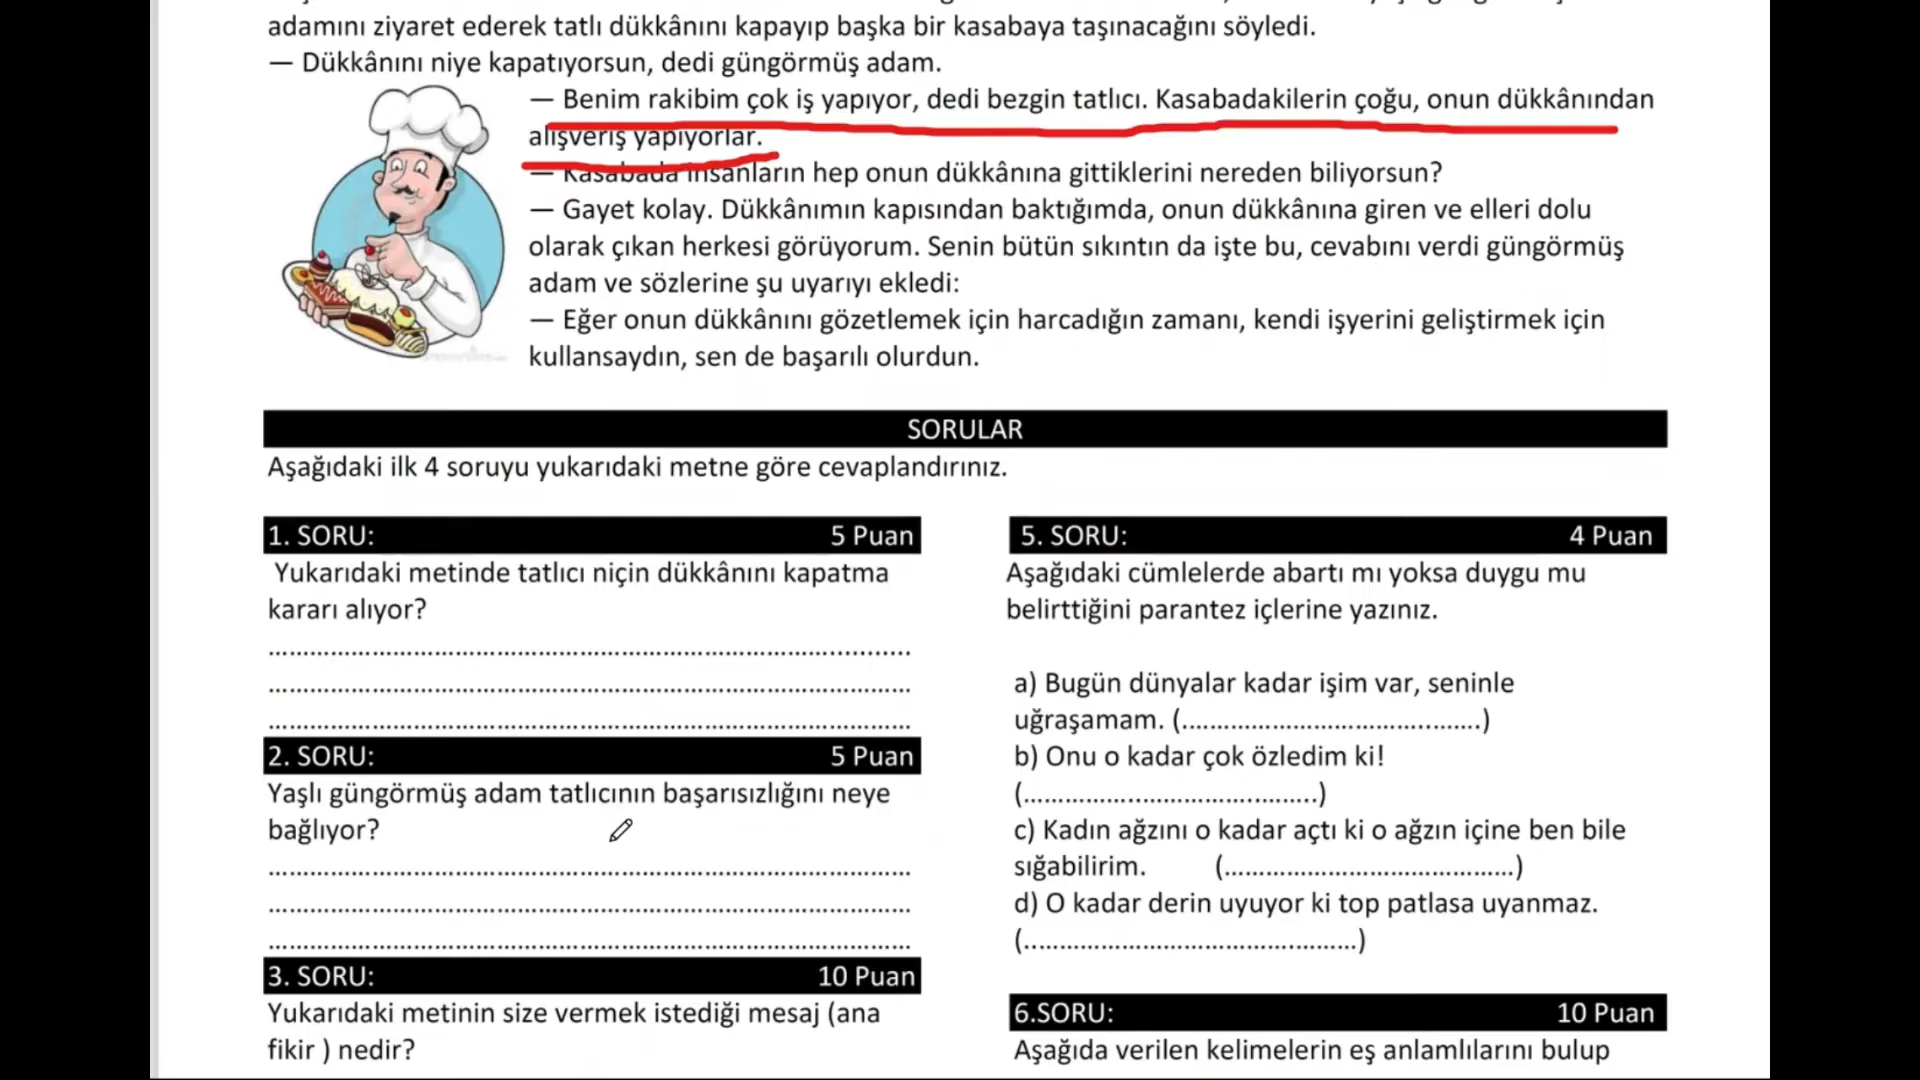 adamını ziyaret ederek tatlı dükkânını kapayıp başka bir kasabaya taşınacağını söyledi.
— Dükkânını niye kapatıyorsun, dedi güngörmüş adam.
— Benim rakibim çok iş yapıyor, dedi bezgin tatlıcı. Kasabadakilerin çoğu, onun dükkânından
alışveriş yapıyorlar.
— Kasabada insanların hep onun dükkânına gittiklerini nereden biliyorsun?
— Gayet kolay. Dükkânımın kapısından baktığımda, onun dükkânına giren ve elleri dolu
olarak çıkan herkesi görüyorum. Senin bütün sıkıntın da işte bu, cevabını verdi güngörmüş
adam ve sözlerine şu uyarıyı ekledi:
— Eğer onun dükkânını gözetlemek için harcadığın zamanı, kendi işyerini geliştirmek için
kullansaydın, sen de başarılı olurdun.
SORULAR
Aşağıdaki ilk 4 soruyu yukarıdaki metne göre cevaplandırınız.
1. SORU: 5 Puan
Yukarıdaki metinde tatlıcı niçin dükkânını kapatma
kararı alıyor?
2. SORU: 5 Puan
Yaşlı güngörmüş adam tatlıcının başarısızlığını neye
bağlıyor?
3. SORU: 10 Puan
Yukarıdaki metinin size vermek istediği mesaj (ana
fikir ) nedir?
5. SORU: 4 Puan
Aşağıdaki cümlelerde abartı mı yoksa duygu mu
belirttiğini parantez içlerine yazınız.
a) Bugün dünyalar kadar işim var, seninle
uğraşamam. (……………………………..…….)
b) Onu o kadar çok özledim ki!
(……………..……………..……..)
c) Kadın ağzını o kadar açtı ki o ağzın içine ben bile
sığabilirim. (………………………………….)
d) O kadar derin uyuyor ki top patlasa uyanmaz.
(..………………………………………)
6.SORU: 10 Puan
Aşağıda verilen kelimelerin eş anlamlılarını bulup